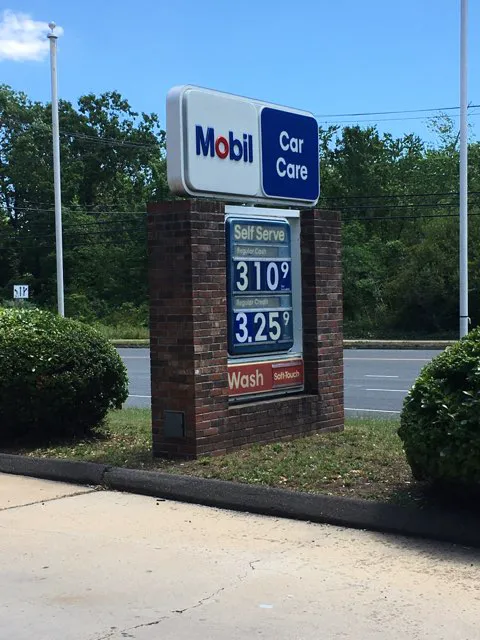 Mobil
Car
Care
Self Serve
Regular Cash
3 10 9
Regular Credit
3.25 9
Wash
Soft-Touch